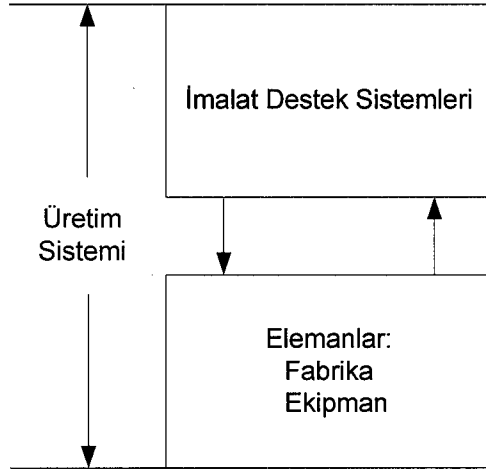 İmalat Destek Sistemleri
Üretim
Sistemi
Elemanlar:
Fabrika
Ekipman